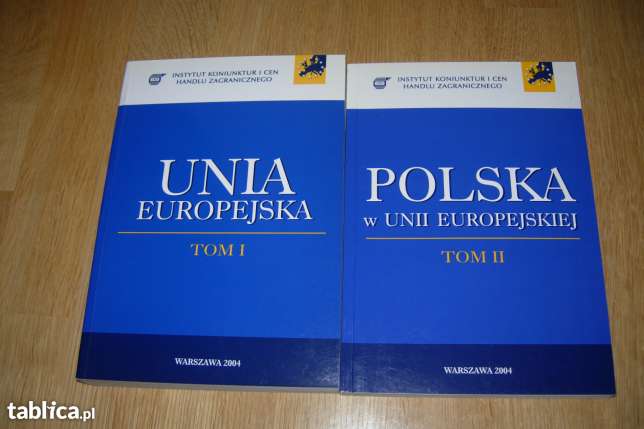 INSTYTUT KONIUNKTUR I CEN
HANDLU ZAGRANICZNEGO
UNIA
EUROPEJSKA
TOM I
WARSZAWA 2004
INSTYTUT KONIUNKTUR I CEN
HANDLU ZAGRANICZNEGO
POLSKA
w UNII EUROPEJSKIEJ
TOM II
WARSZAWA 2004
tablica.pl